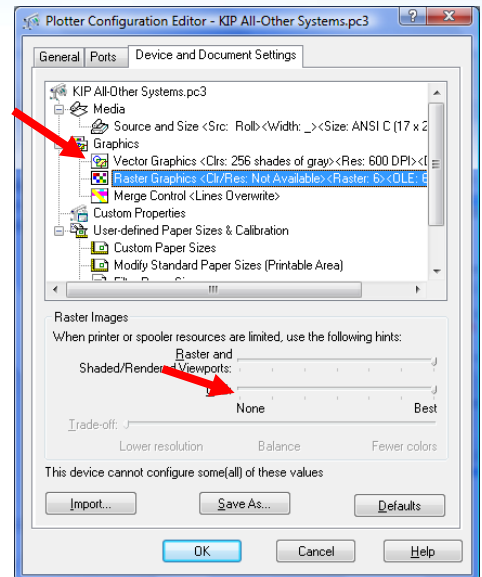 Plotter Configuration Editor - KIP All-Other Systems.pc3
General Ports Device and Document Settings
KIP All-Other Systems.pc3
Media
Source and Size <Src: Roll><Width: _><Size: ANSI C (17 x 2
Graphics
Vector Graphics <Clrs: 256 shades of gray><Res: 600 DPI><
Raster Graphics <Clr/Res: Not Available><Raster: 6><OLE: 6
Merge Control <Lines Overwrite>
Custom Properties
User-defined Paper Sizes & Calibration
Custom Paper Sizes
Modify Standard Paper Sizes (Printable Area)
Raster Images
When printer or spooler resources are limited, use the following hints:
Raster and
Shaded/Rendered Viewports:
None Best
Trade-off:
Lower resolution Balance Fewer colors
This device cannot configure some(all) of these values
Import... Save As... Defaults
OK Cancel Help